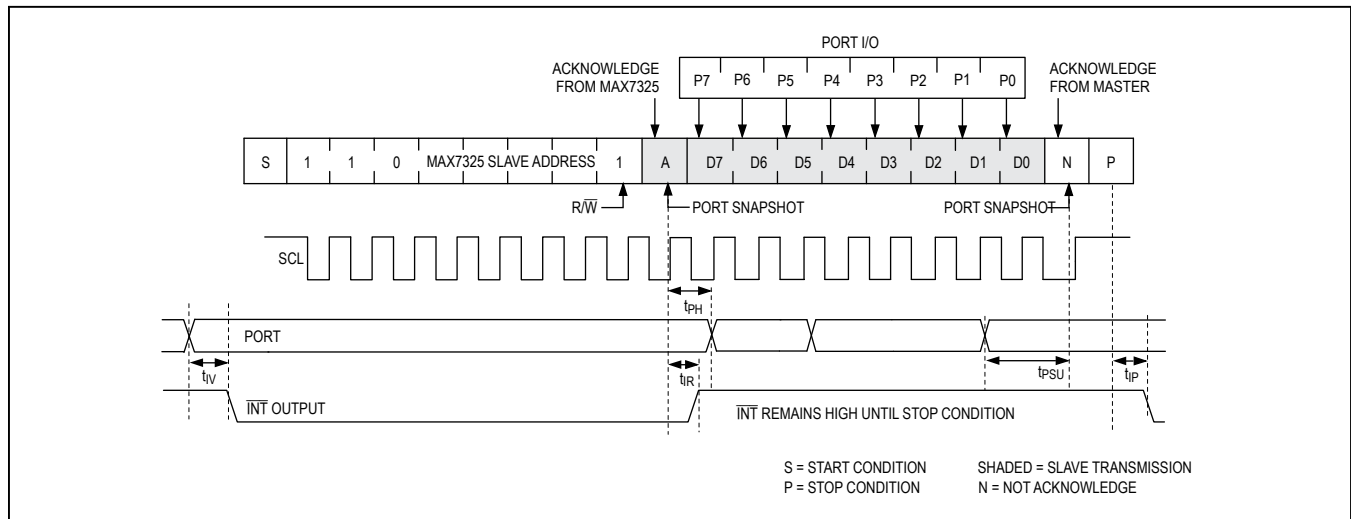 PORT I/O
ACKNOWLEDGE FROM MAX7325
P7 P6 P5 P4 P3 P2 P1 P0
ACKNOWLEDGE FROM MASTER
S 1 1 0 MAX7325 SLAVE ADDRESS 1 A D7 D6 D5 D4 D3 D2 D1 D0 N P
R/W̅ PORT SNAPSHOT PORT SNAPSHOT
SCL
tPH
PORT
tIV tIR tPSU tIP
I̅N̅T̅ OUTPUT I̅N̅T̅ REMAINS HIGH UNTIL STOP CONDITION
S = START CONDITION SHADED = SLAVE TRANSMISSION
P = STOP CONDITION N = NOT ACKNOWLEDGE